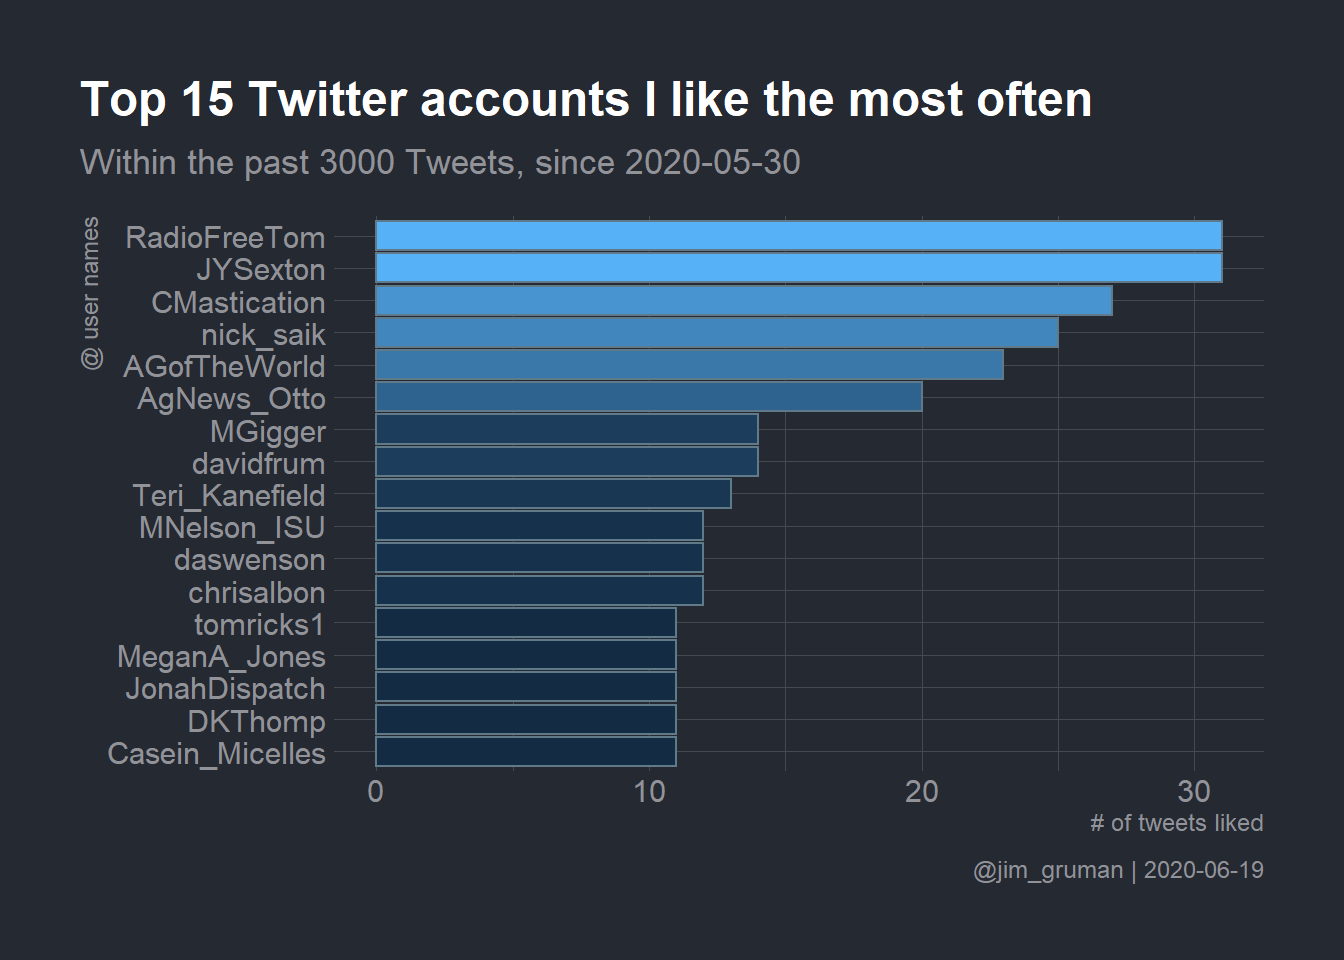 Top 15 Twitter accounts I like the most often
Within the past 3000 Tweets, since 2020-05-30
@ user names
RadioFreeTom
JYSexton
CMastication
nick_saik
AGofTheWorld
AgNews_Otto
MGigger
davidfrum
Teri_Kanefield
MNelson_ISU
daswenson
chrisalbon
tomricks1
MeganA_Jones
JonahDispatch
DKThomp
Casein_Micelles
0 10 20 30
# of tweets liked
@jim_gruman | 2020-06-19